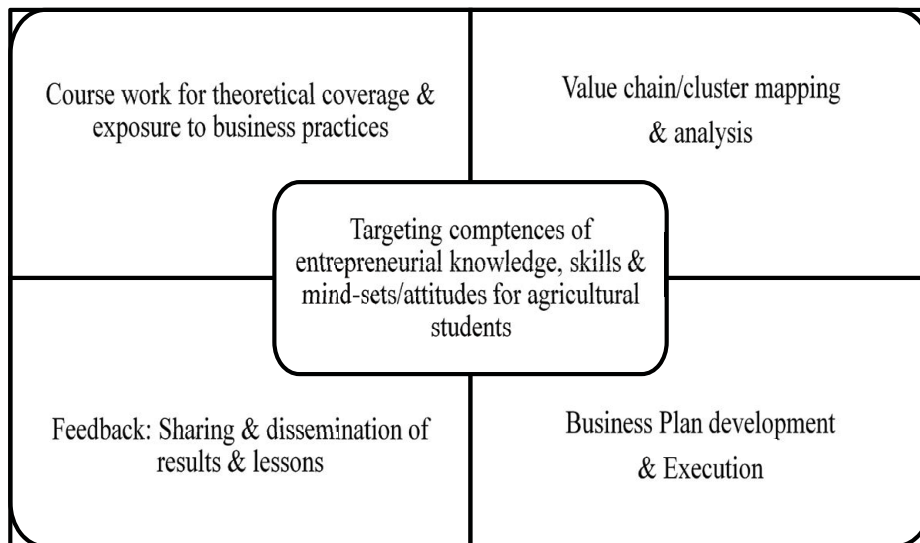 Course work for theoretical coverage &
exposure to business practices
Value chain/cluster mapping
& analysis
Targeting comptences of
entrepreneurial knowledge, skills &
mind-sets/attitudes for agricultural
students
Feedback: Sharing & dissemination of
results & lessons
Business Plan development
& Execution